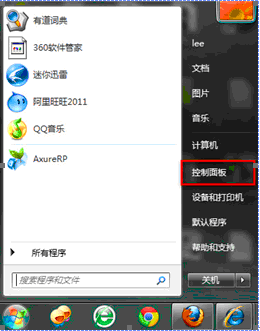 有道词典
360软件管家
迷你迅雷
阿里旺旺2011
QQ音乐
AxureRP
所有程序
搜索程序和文件
lee
文档
图片
音乐
计算机
控制面板
设备和打印机
默认程序
帮助和支持
关机